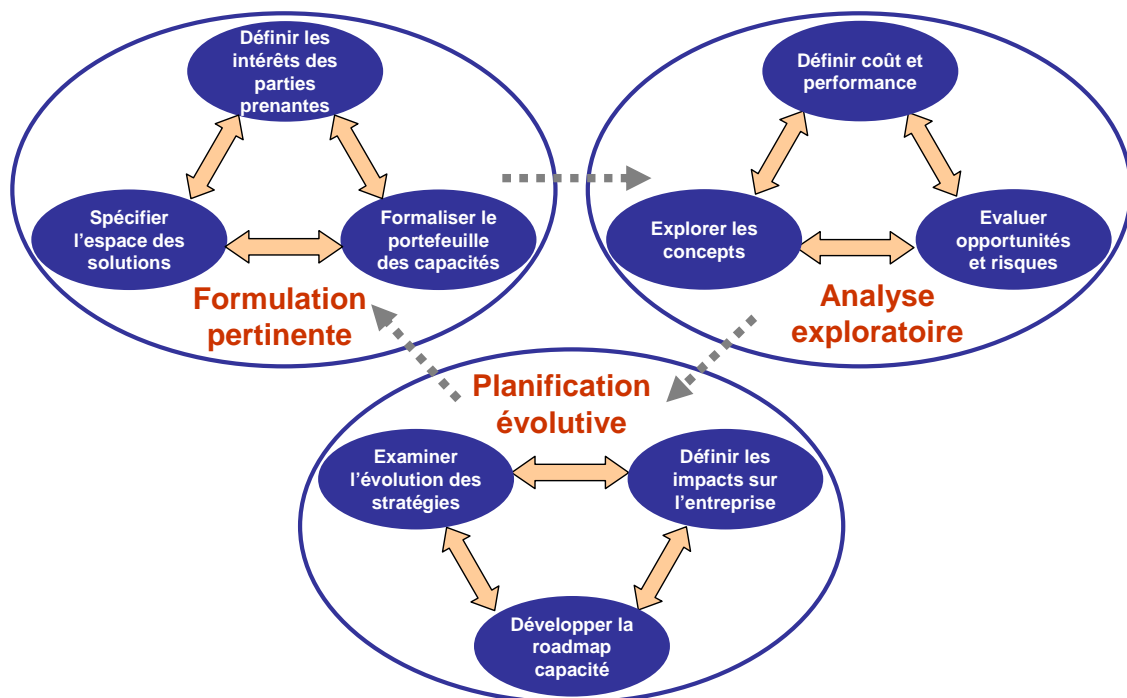 Définir les
intérêts des
parties
prenantes
Spécifier
l’espace des
solutions
Formaliser le
portefeuille
des capacités
Formulation
pertinente
Définir coût et
performance
Explorer les
concepts
Evaluer
opportunités
et risques
Analyse
exploratoire
Planification
évolutive
Examiner
l’évolution des
stratégies
Définir les
impacts sur
l’entreprise
Développer la
roadmap
capacité